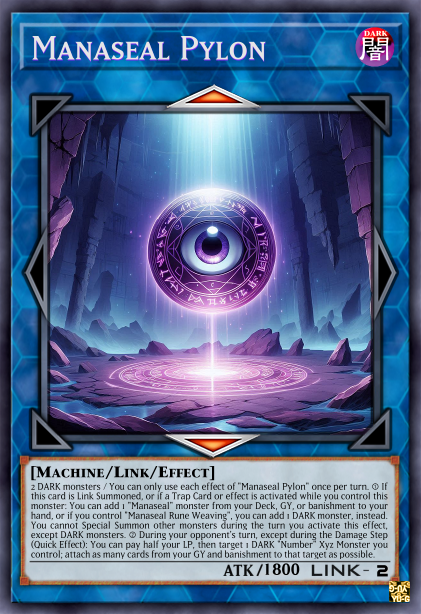 MANASEAL PYLON
DARK
闇
[MACHINE/LINK/EFFECT]
2 DARK monsters / You can only use each effect of "Manaseal Pylon" once per turn. ① If
this card is Link Summoned, or if a Trap Card or effect is activated while you control this
monster: You can add 1 "Manaseal" monster from your Deck, GY, or banishment to your
hand, or if you control "Manaseal Rune Weaving", you can add 1 DARK monster, instead.
You cannot Special Summon other monsters during the turn you activate this effect,
except DARK monsters. ① During your opponent's turn, except during the Damage Step
(Quick Effect): You can pay half your LP, then target 1 DARK "Number" Xyz Monster you
control; attach as many cards from your GY and banishment to that target as possible.
ATK/1800 LINK-2